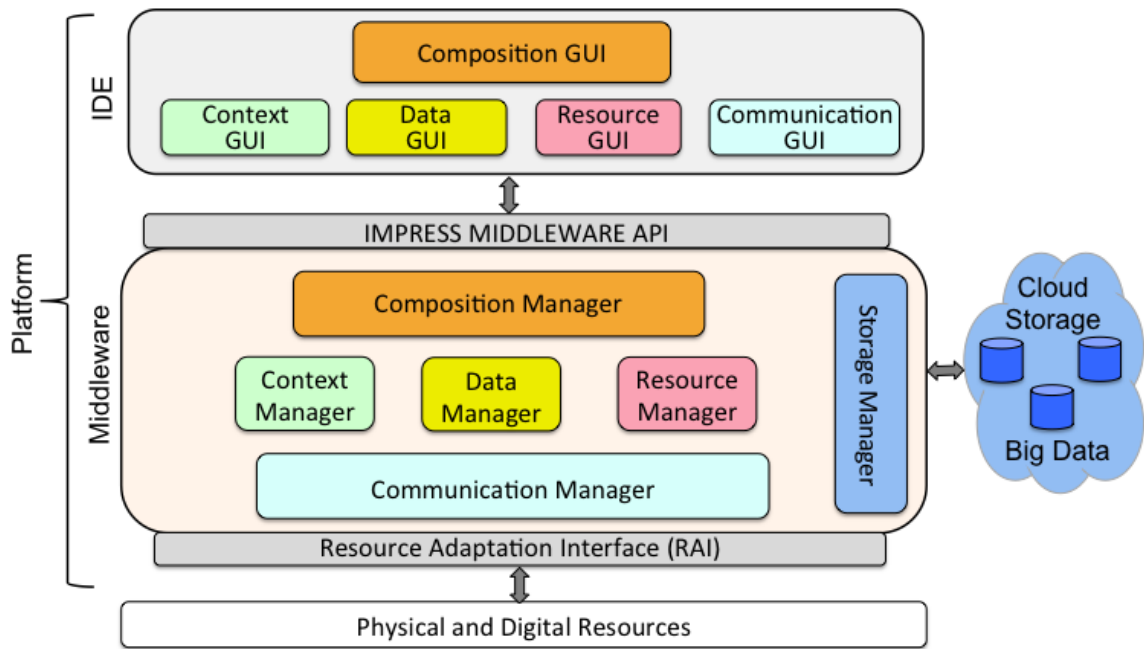 Platform
IDE
Composition GUI
Context
GUI
Data
GUI
Resource
GUI
Communication
GUI
IMPRESS MIDDLEWARE API
Middleware
Composition Manager
Context
Manager
Data
Manager
Resource
Manager
Communication Manager
Storage Manager
Cloud
Storage
Big Data
Resource Adaptation Interface (RAI)
Physical and Digital Resources